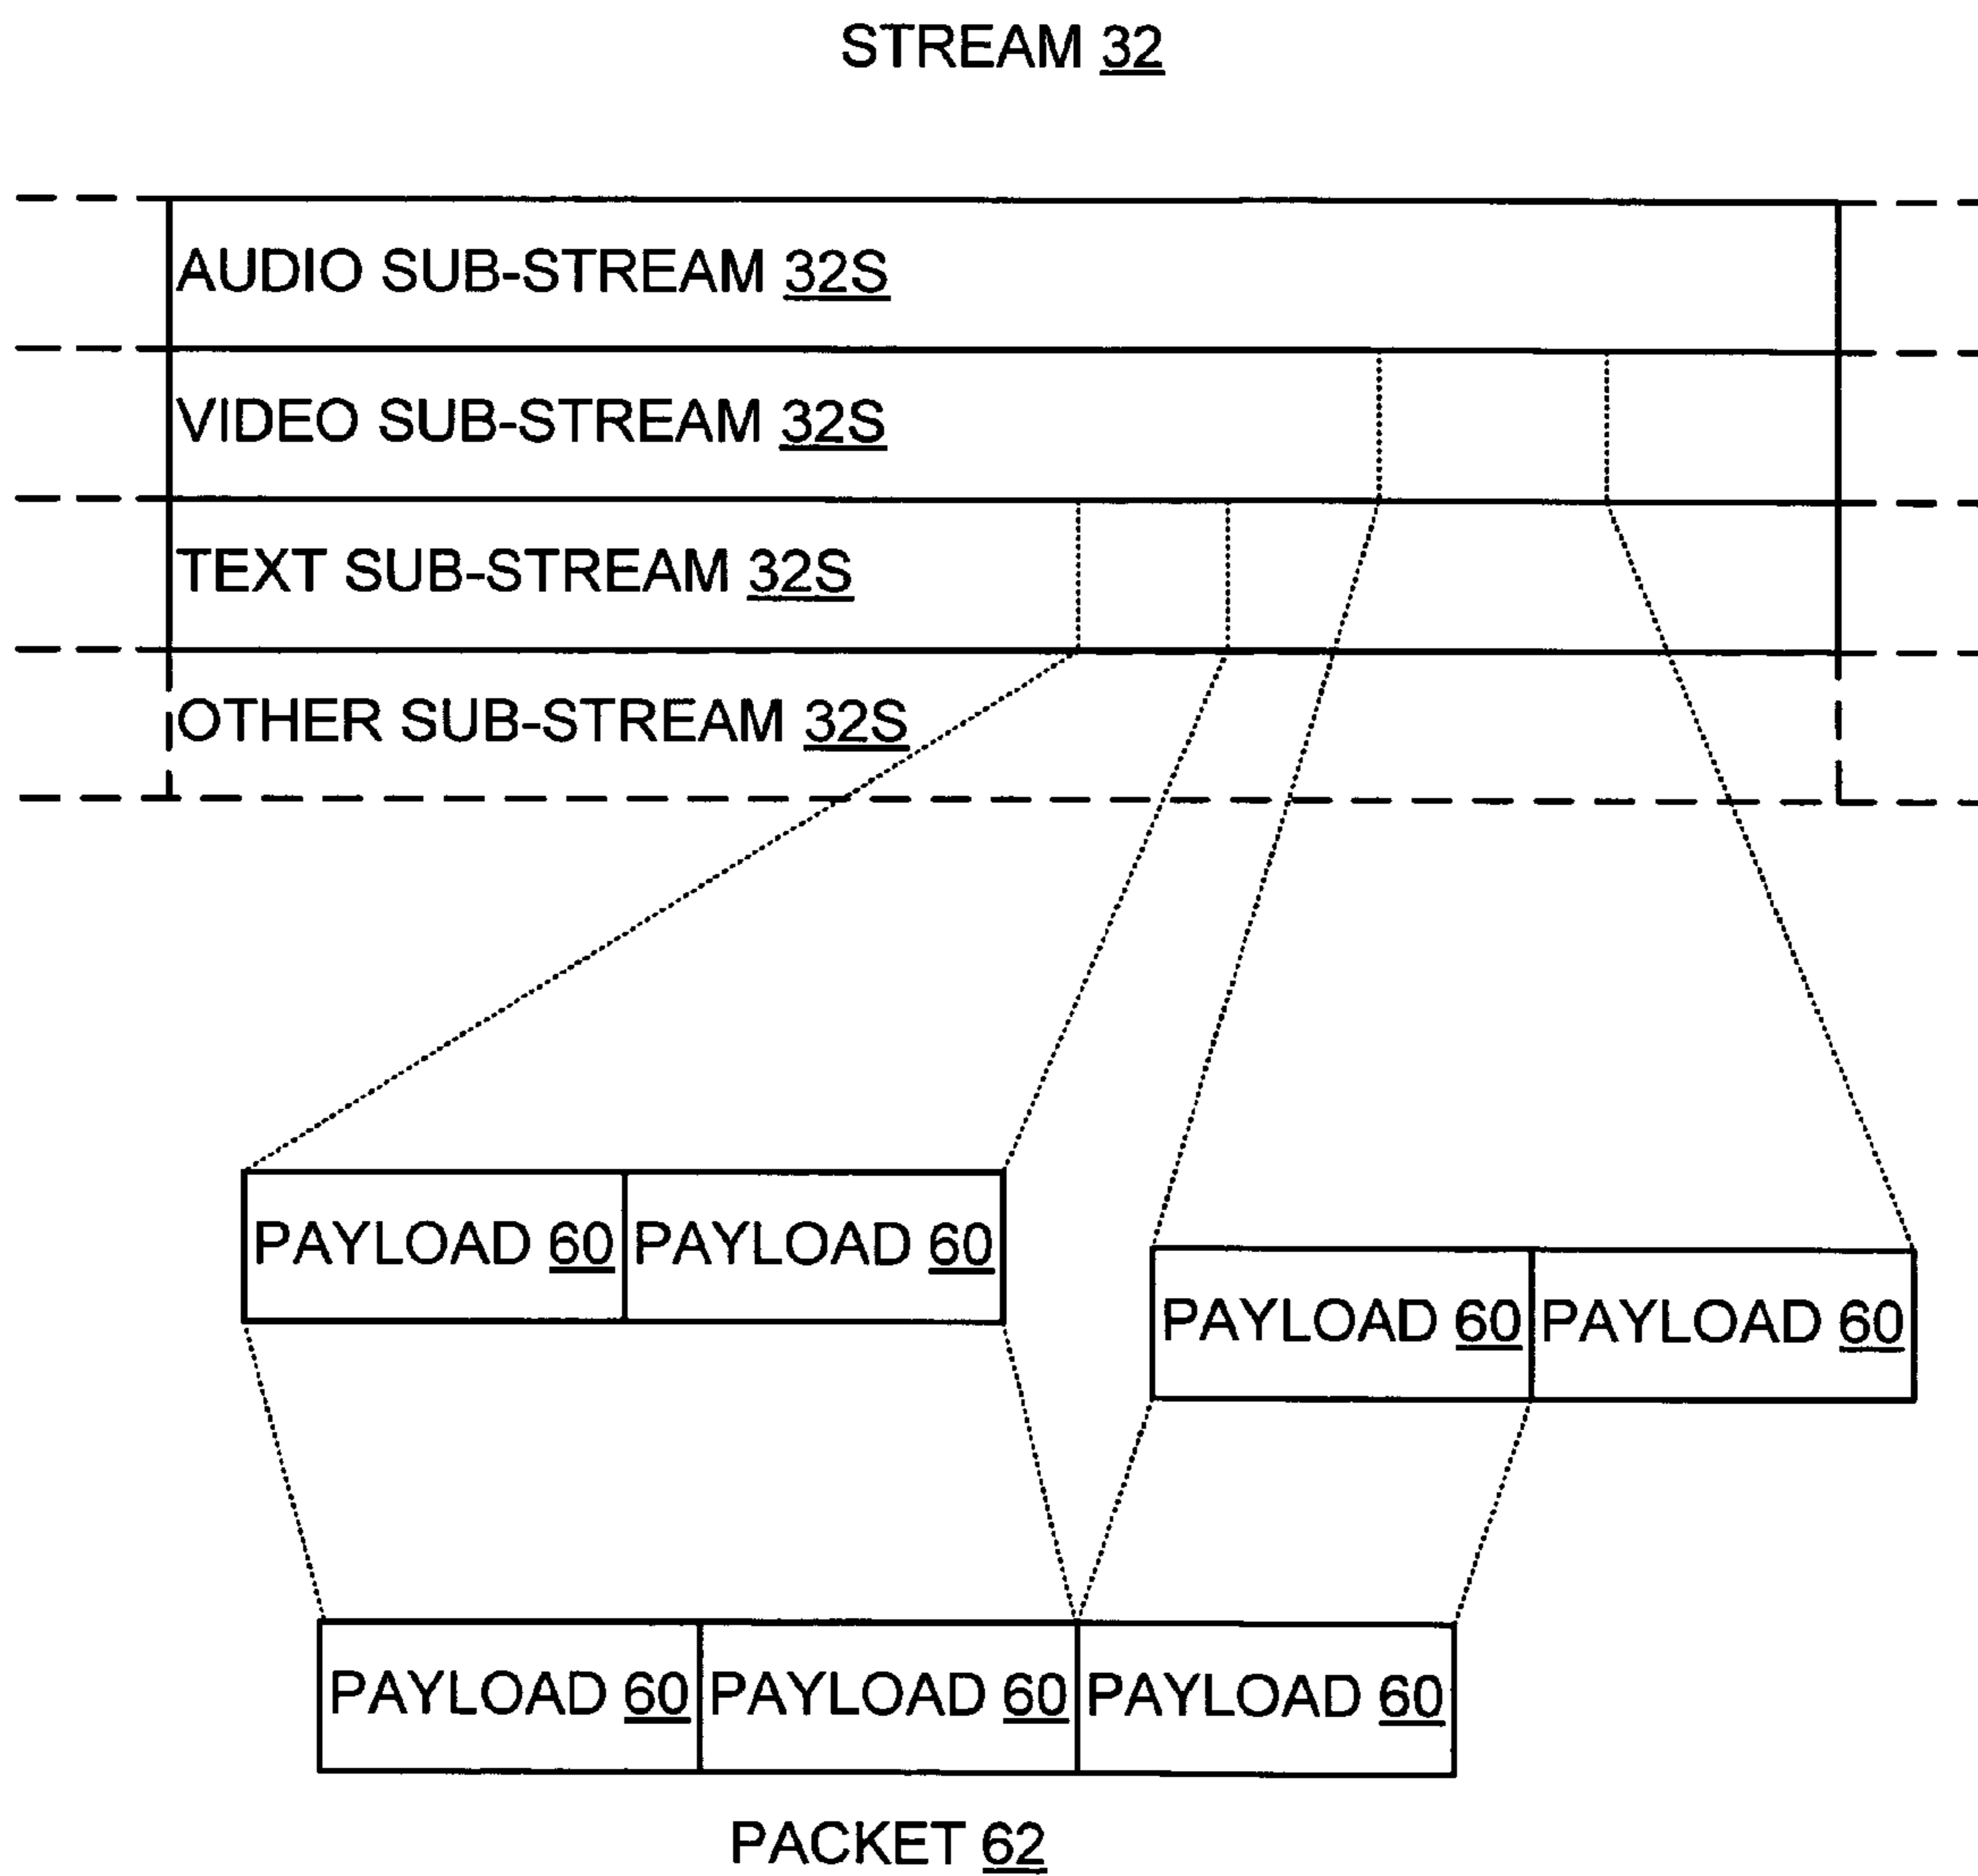 STREAM 32
AUDIO SUB-STREAM 32S
VIDEO SUB-STREAM 32S
TEXT SUB-STREAM 32S
OTHER SUB-STREAM 32S
PAYLOAD 60 PAYLOAD 60
PAYLOAD 60 PAYLOAD 60
PAYLOAD 60 PAYLOAD 60 PAYLOAD 60
PACKET 62